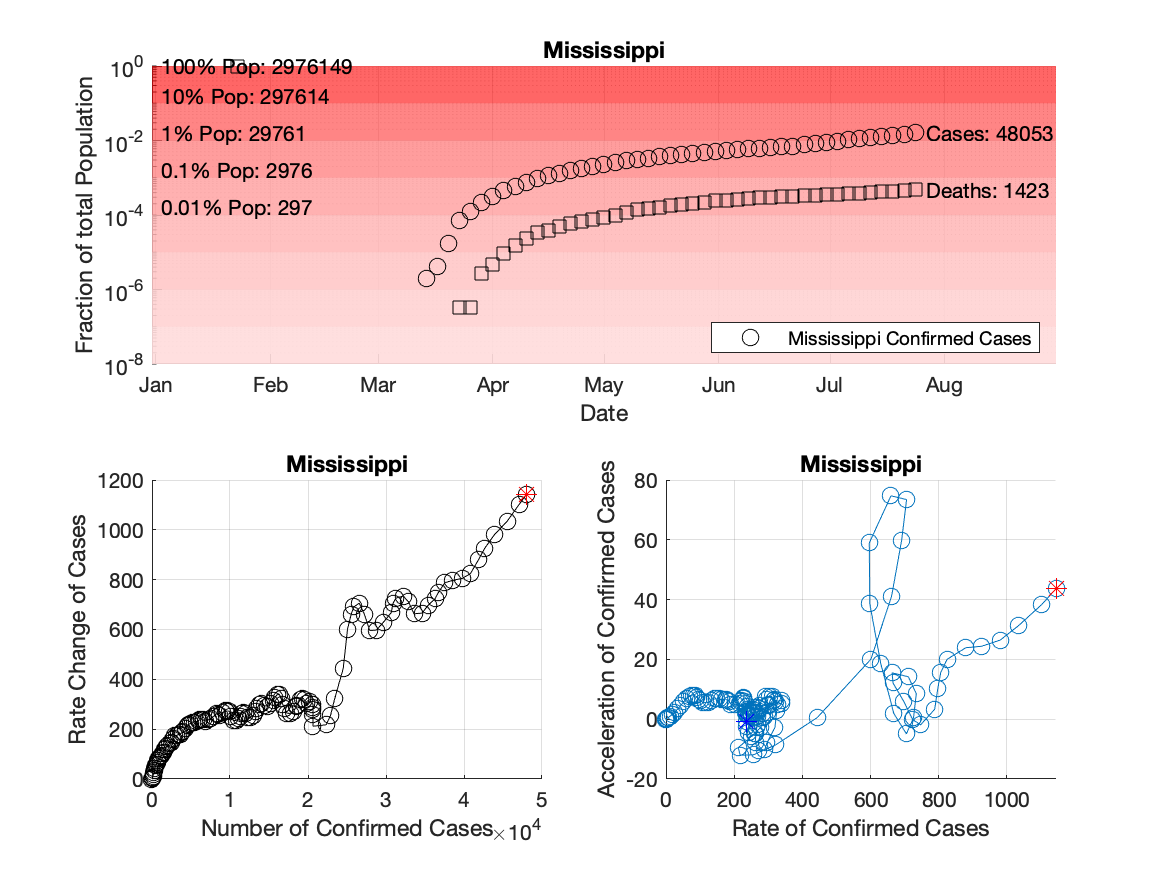 Mississippi
Fraction of total Population
10^0
10^-2
10^-4
10^-6
10^-8
100% Pop: 2976149
10% Pop: 297614
1% Pop: 29761
0.1% Pop: 2976
0.01% Pop: 297
Cases: 48053
Deaths: 1423
Mississippi Confirmed Cases
Jan Feb Mar Apr May Jun Jul Aug
Date
Mississippi
Rate Change of Cases
1200
1000
800
600
400
200
0
0 1 2 3 4 5
Number of Confirmed Cases ×10^4
Mississippi
Acceleration of Confirmed Cases
80
60
40
20
0
-20
0 200 400 600 800 1000
Rate of Confirmed Cases